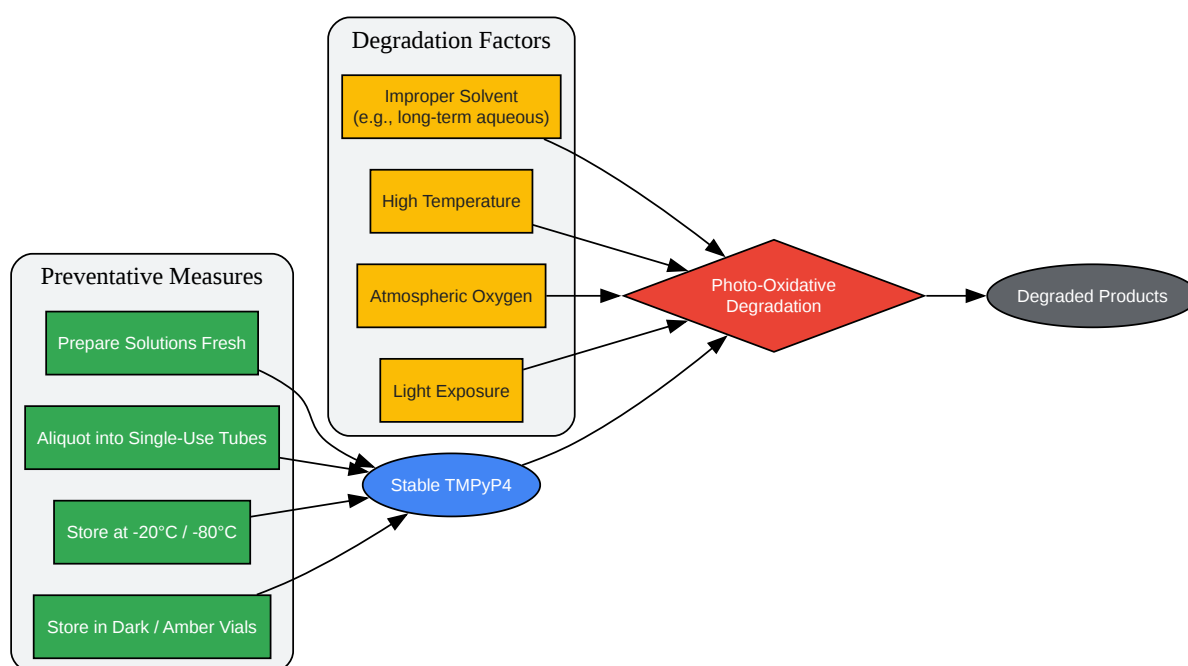 Degradation Factors
Improper Solvent
(e.g., long-term aqueous)
High Temperature
Atmospheric Oxygen
Light Exposure
Preventative Measures
Prepare Solutions Fresh
Aliquot into Single-Use Tubes
Store at -20°C / -80°C
Store in Dark / Amber Vials
Stable TMPyP4
Photo-Oxidative
Degradation
Degraded Products